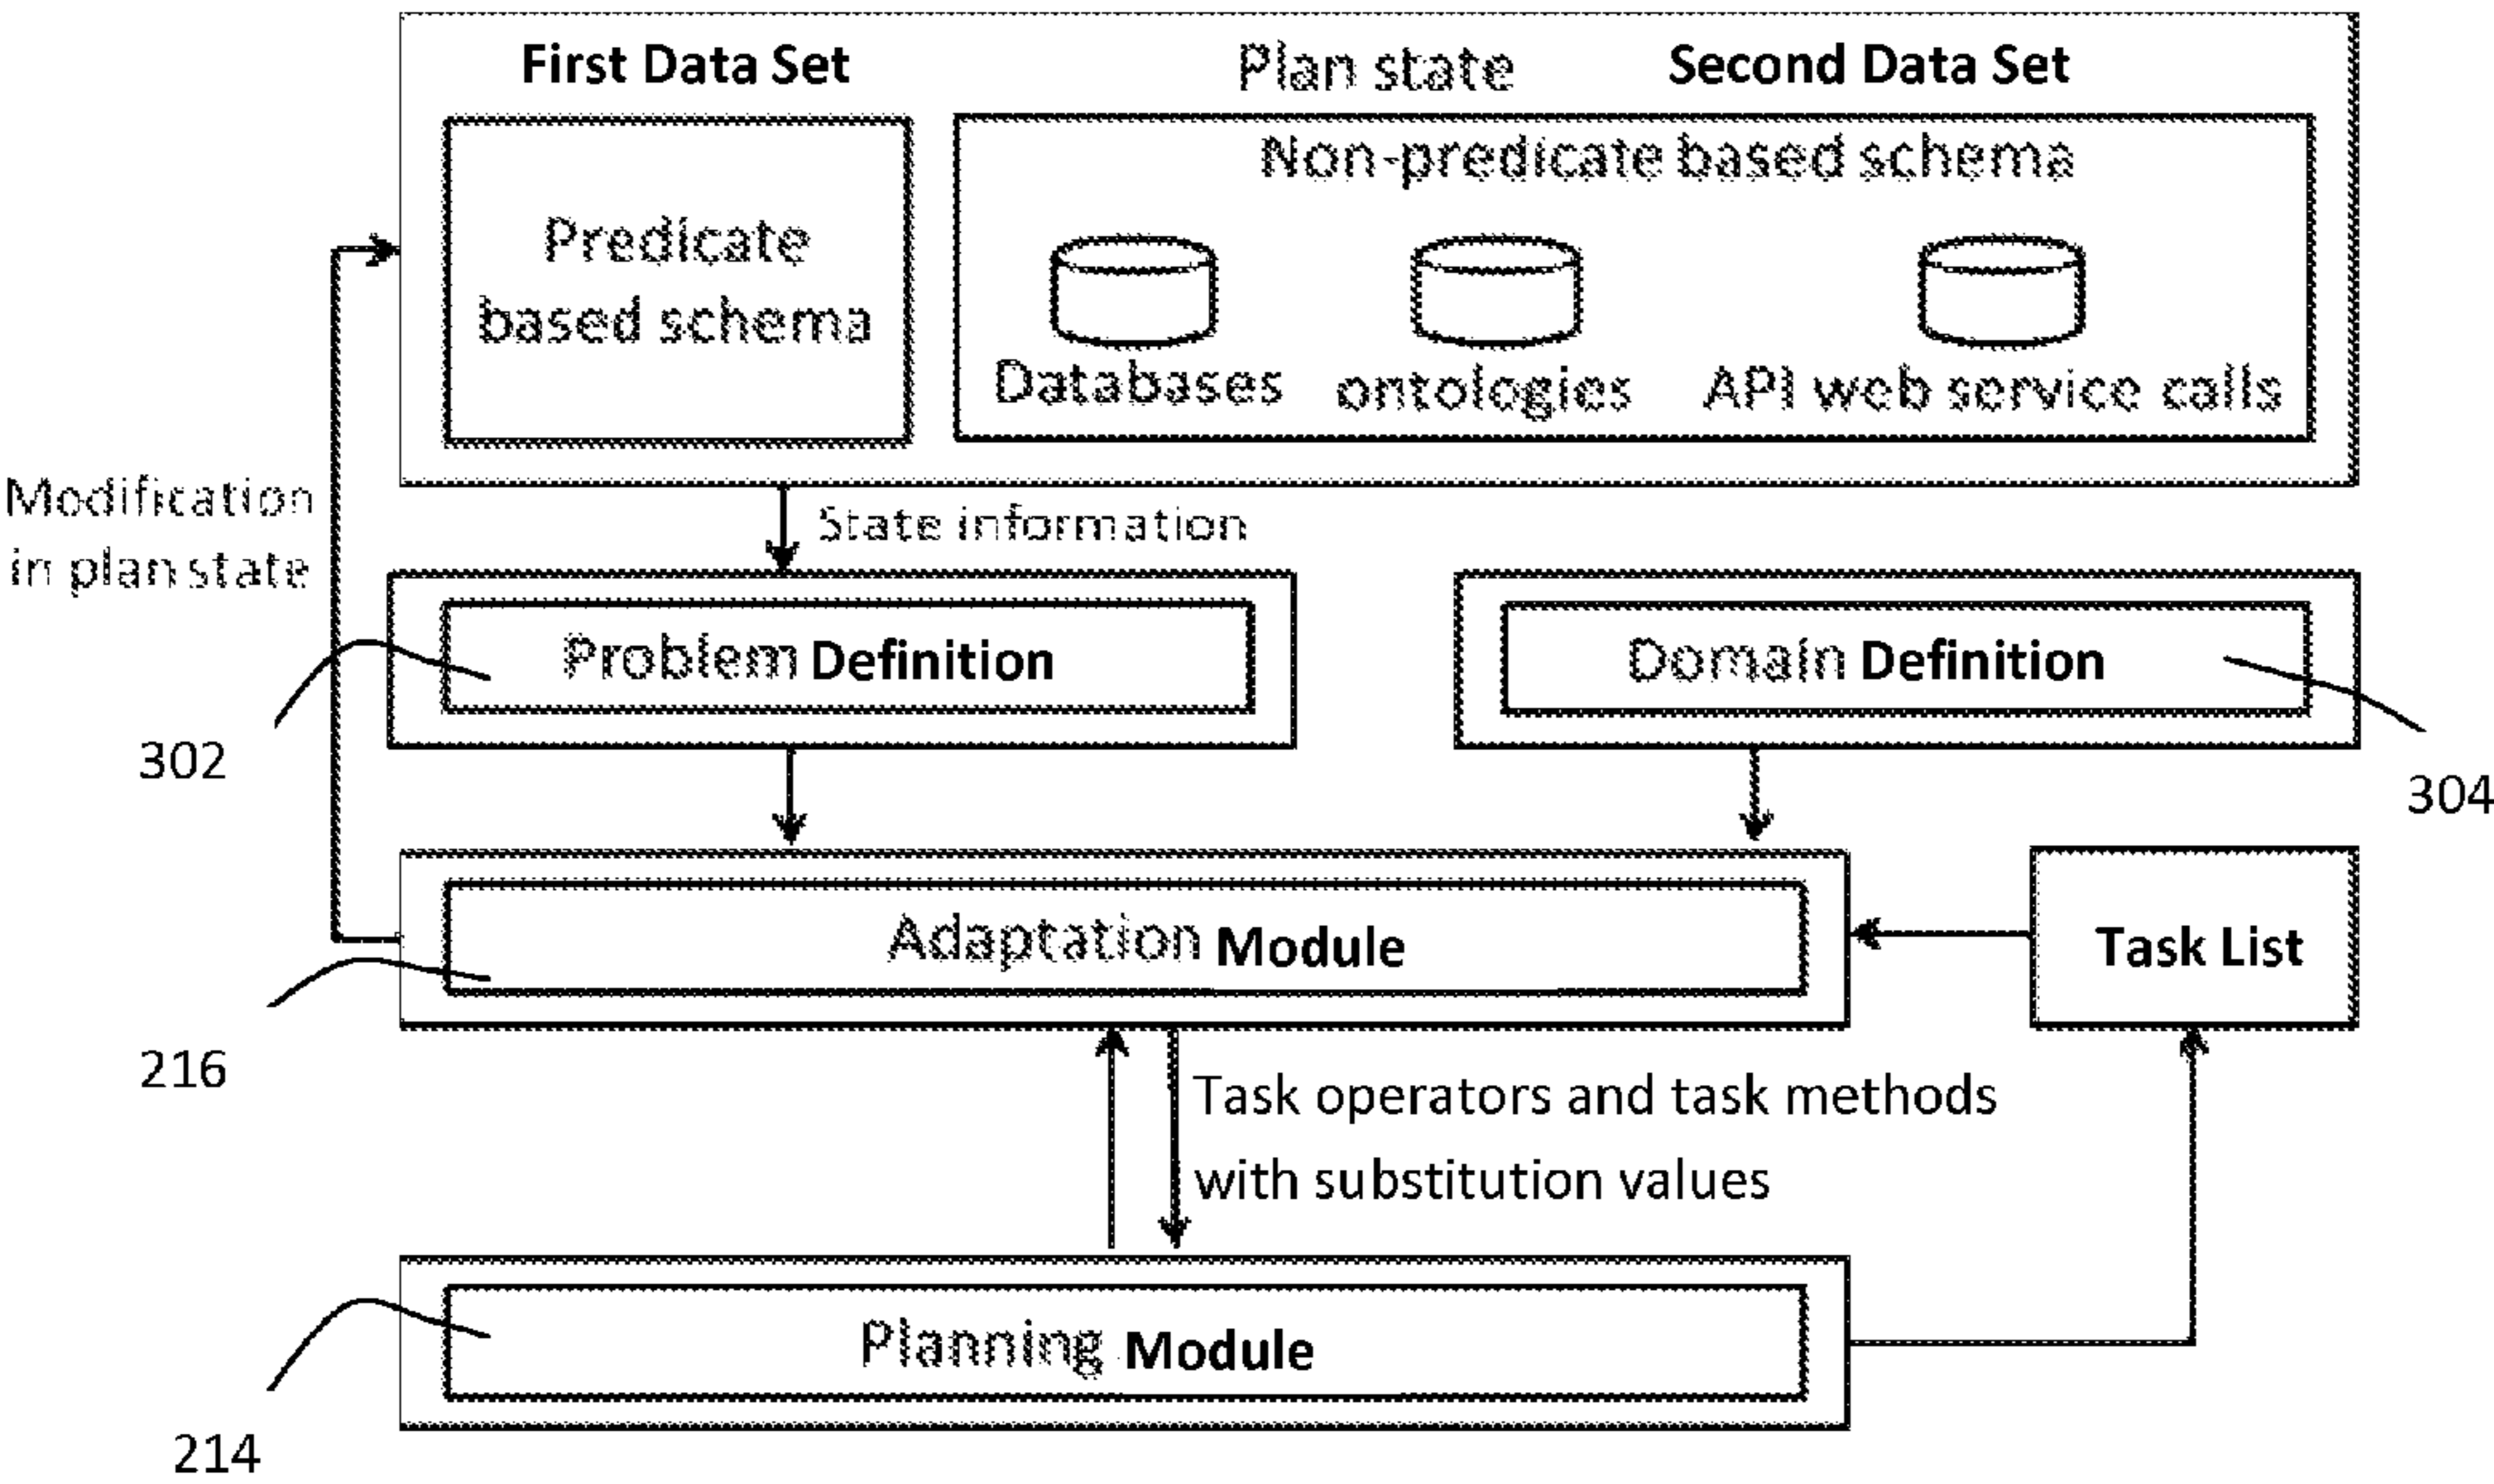 First Data Set
Plan state
Second Data Set
Predicate
based schema
Non-predicate based schema
Databases
ontologies
API web service calls
Modification
in plan state
State information
Problem Definition
Domain Definition
302
304
Adaptation Module
Task List
216
Task operators and task methods
with substitution values
Planning Module
214